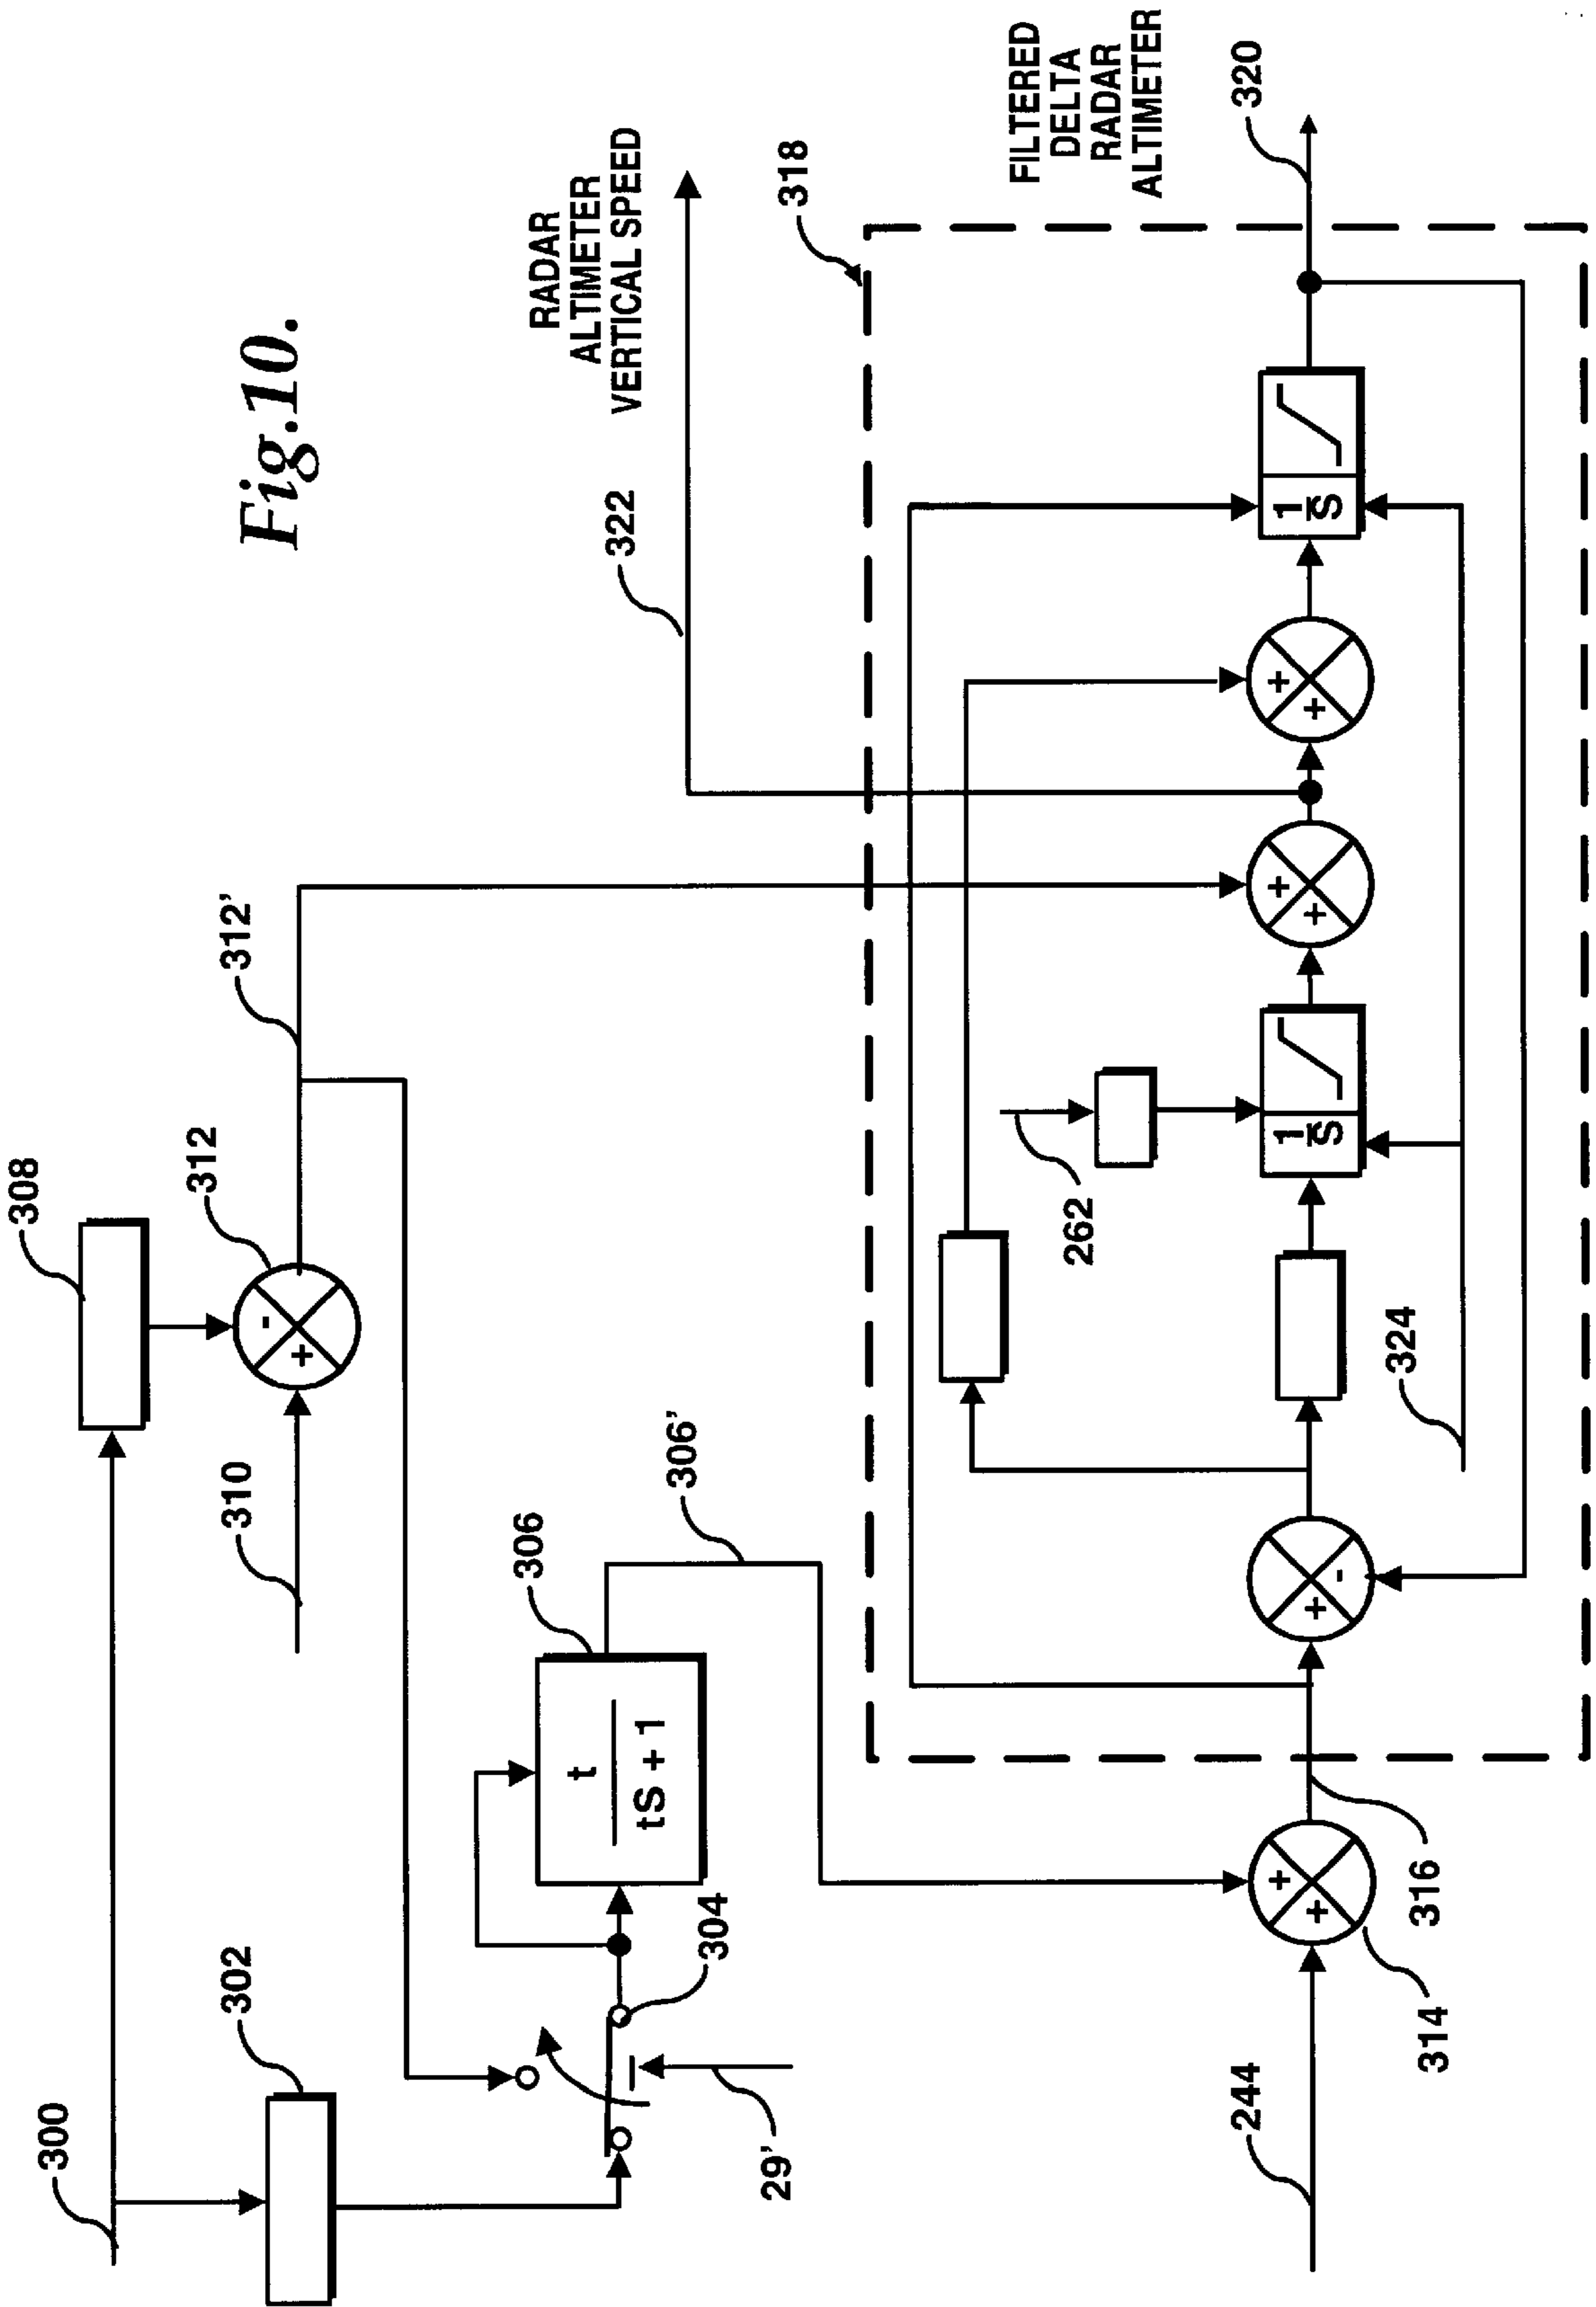 Fig.10.
300
302
308
310
312
312'
RADAR
ALTIMETER
VERTICAL SPEED
322
-
+
29'
304
306
t
tS + 1
306'
318
FILTERED
DELTA
RADAR
ALTIMETER
320
244
314
+
+
316
+
-
262
324
1
S
+
+
+
+
1
S